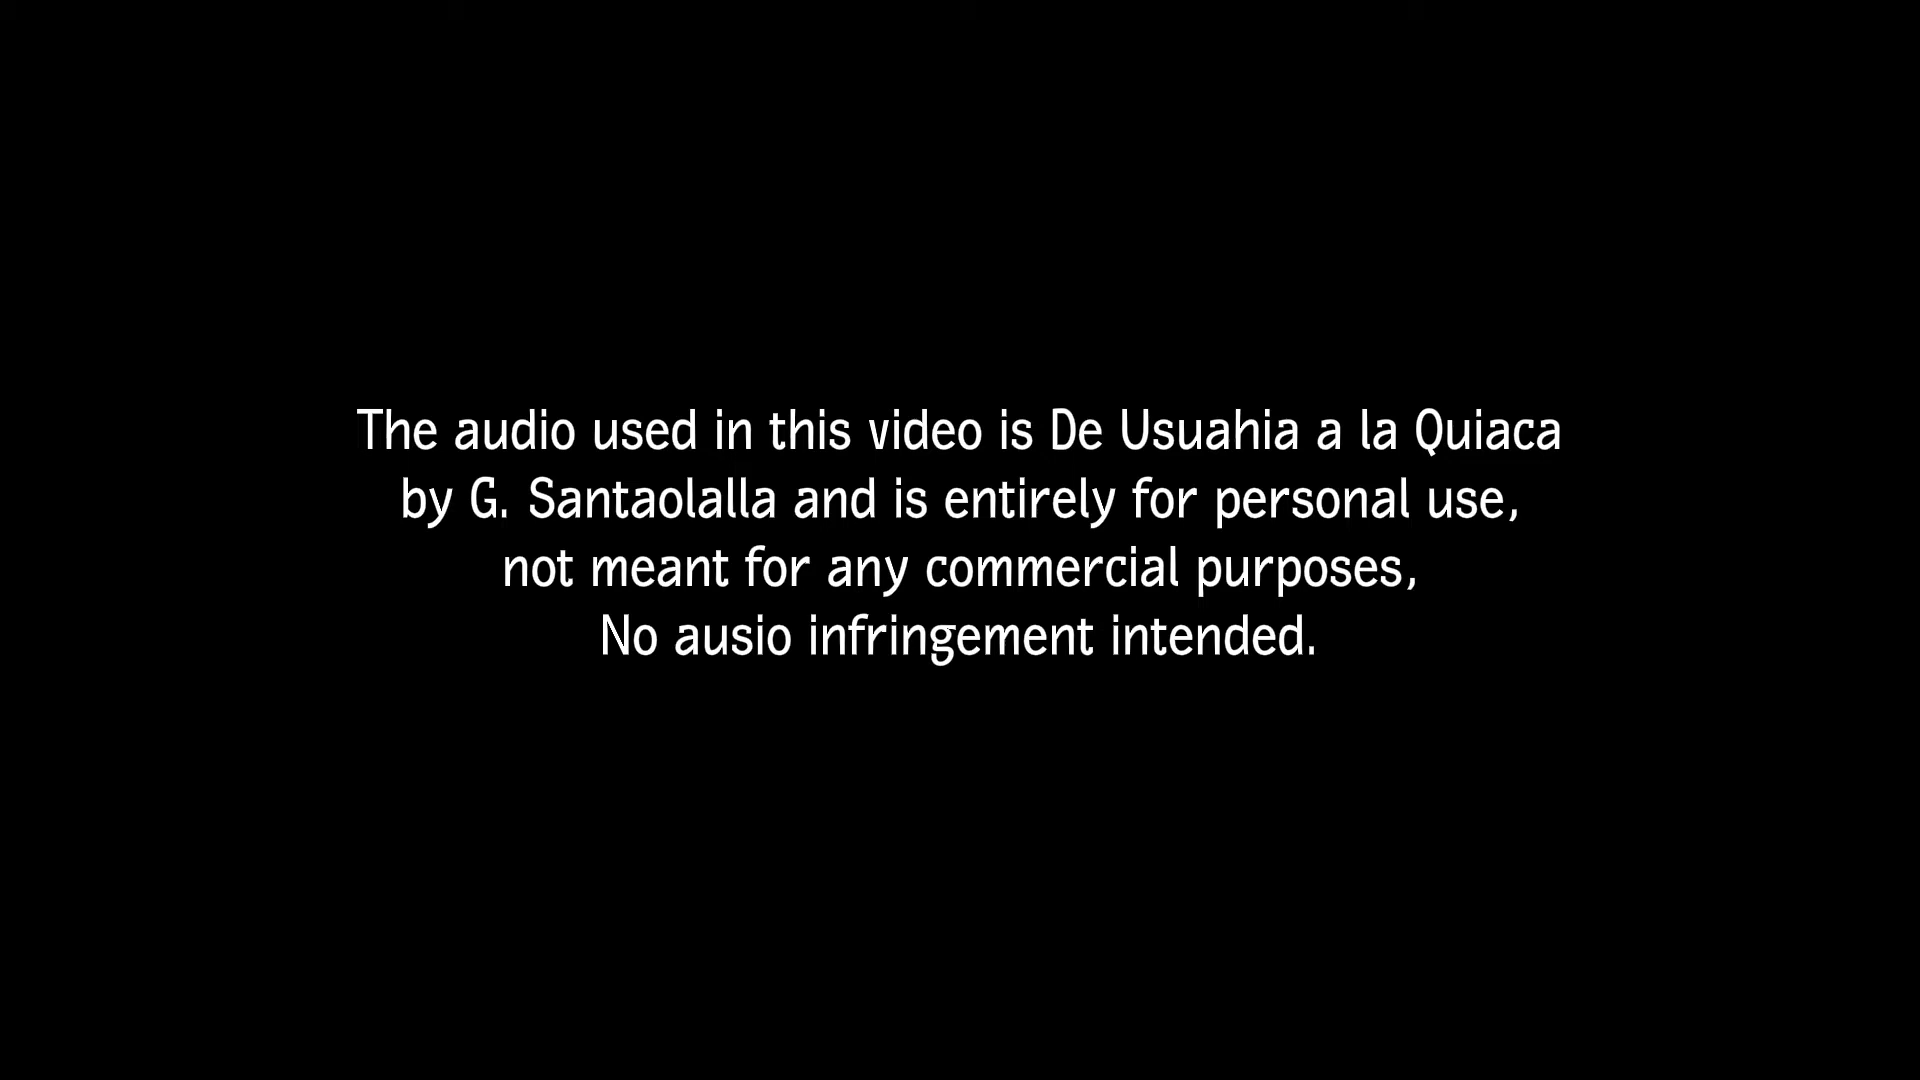 The audio used in this video is De Usuahia a la Quiaca
by G. Santaolalla and is entirely for personal use,
not meant for any commercial purposes,
No ausio infringement intended.